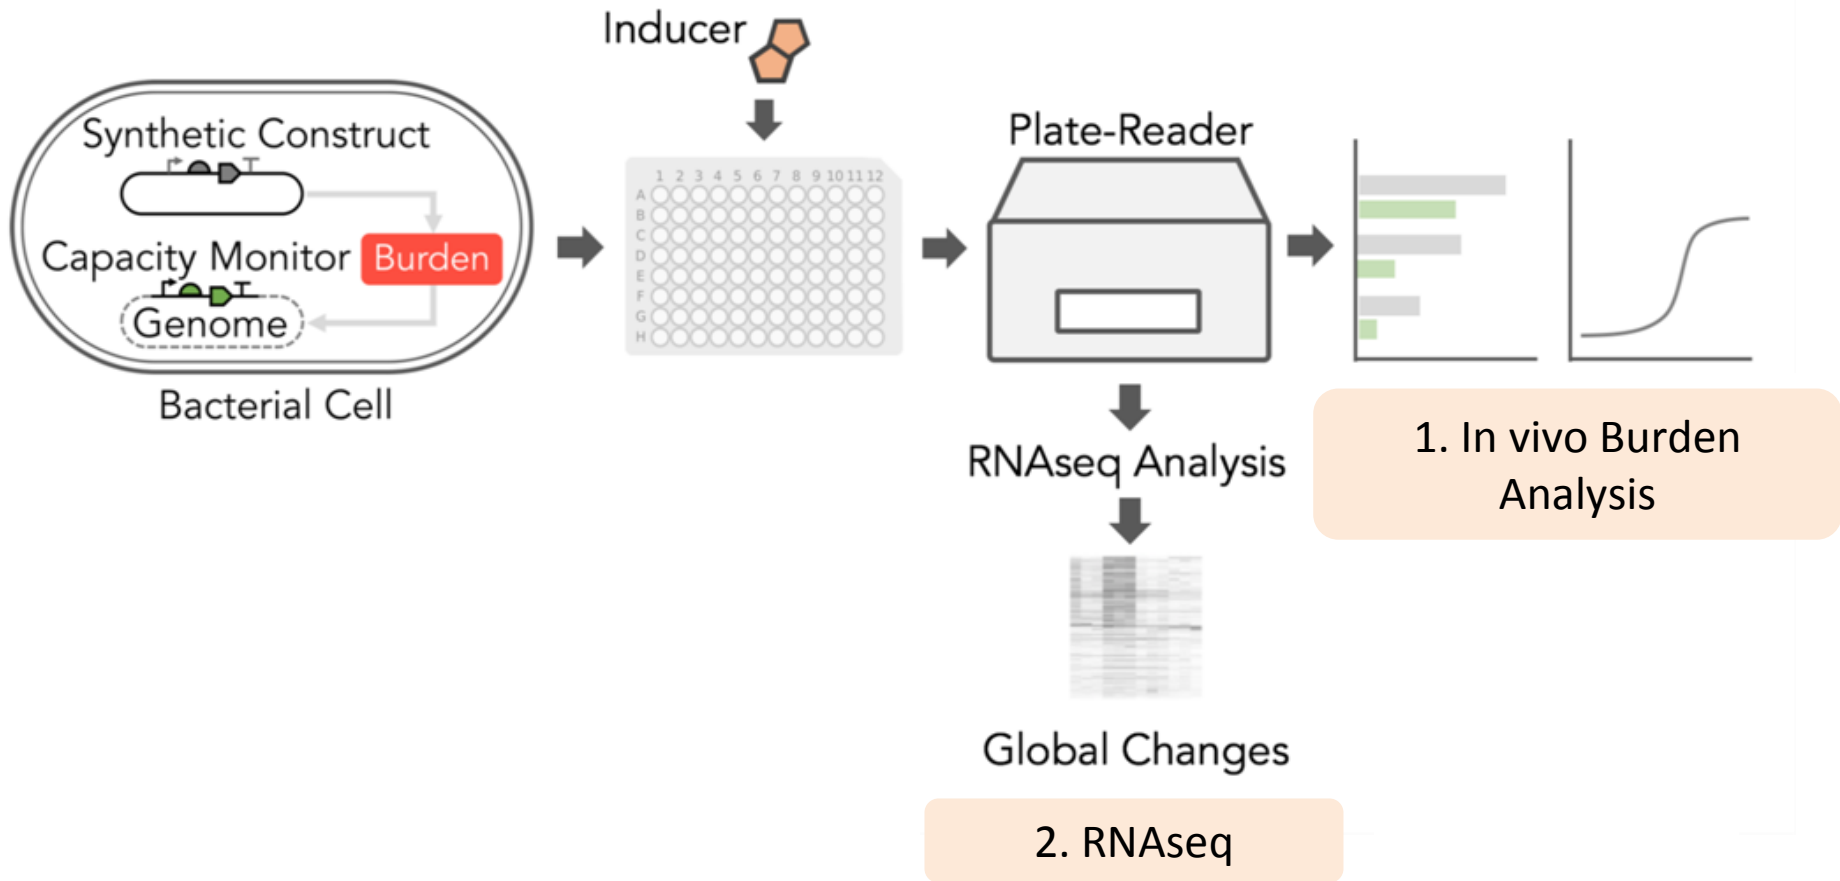 Inducer
Synthetic Construct
Capacity Monitor
Burden
Genome
Bacterial Cell
1 2 3 4 5 6 7 8 9 10 11 12
A
B
C
D
E
F
G
H
Plate-Reader
RNAseq Analysis
Global Changes
1. In vivo Burden
Analysis
2. RNAseq